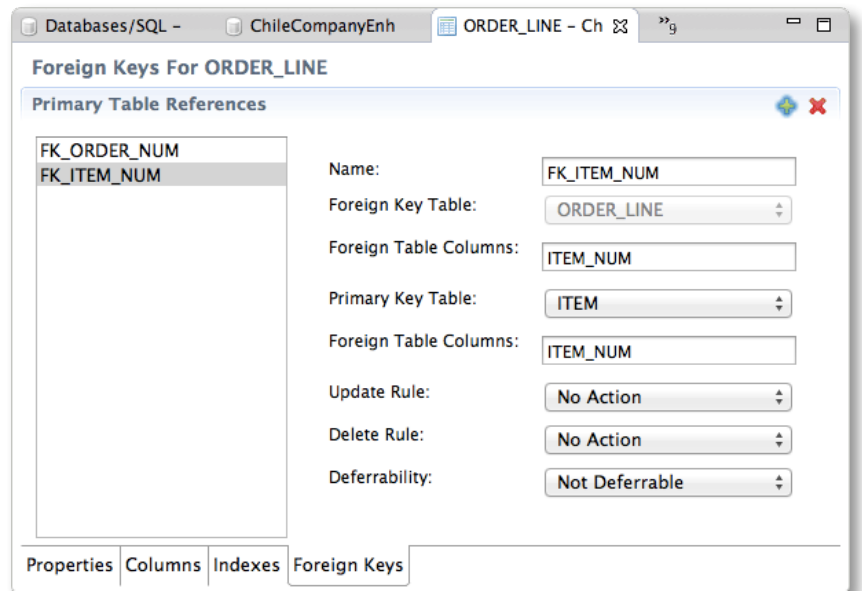 Databases/SQL – ChileCompanyEnh ORDER_LINE – Ch »9
Foreign Keys For ORDER_LINE
Primary Table References
FK_ORDER_NUM
FK_ITEM_NUM
Name: FK_ITEM_NUM
Foreign Key Table: ORDER_LINE
Foreign Table Columns: ITEM_NUM
Primary Key Table: ITEM
Foreign Table Columns: ITEM_NUM
Update Rule: No Action
Delete Rule: No Action
Deferrability: Not Deferrable
Properties Columns Indexes Foreign Keys